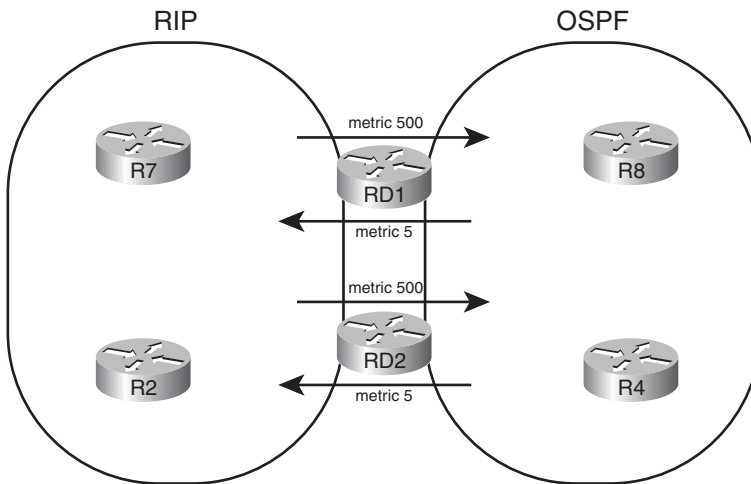 RIP
OSPF
metric 500
R7
RD1
R8
metric 5
metric 500
R2
RD2
R4
metric 5